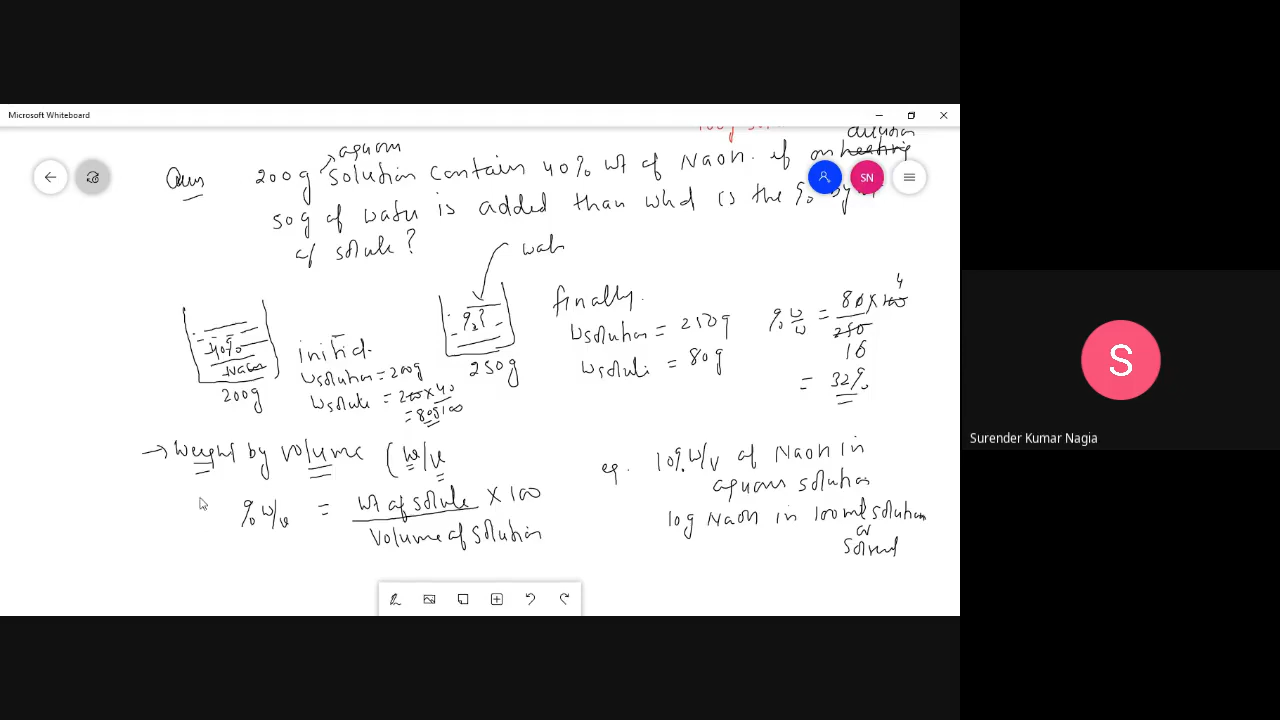 Microsoft Whiteboard
dilution
aqueous
Ques 200g solution contain 40% wt of NaOH. if on heating
SN
50g of water is added than what is the % by
of solute?
water
40%
NaOH
200g
initial
Wsolution = 200g
Wsolute = 200 x 40
100
= 80g
%?
250g
finally.
Wsolution = 250g
Wsolute = 80g
% w/w = 80 x 100 4
250
16
= 32%
→ Weight by volume (w/v
% w/v = wt of solute x 100
Volume of solution
eg. 10% w/v of NaOH in
aqueous solution
10g NaOH in 100ml solution
or
solvent
S
Surender Kumar Nagia